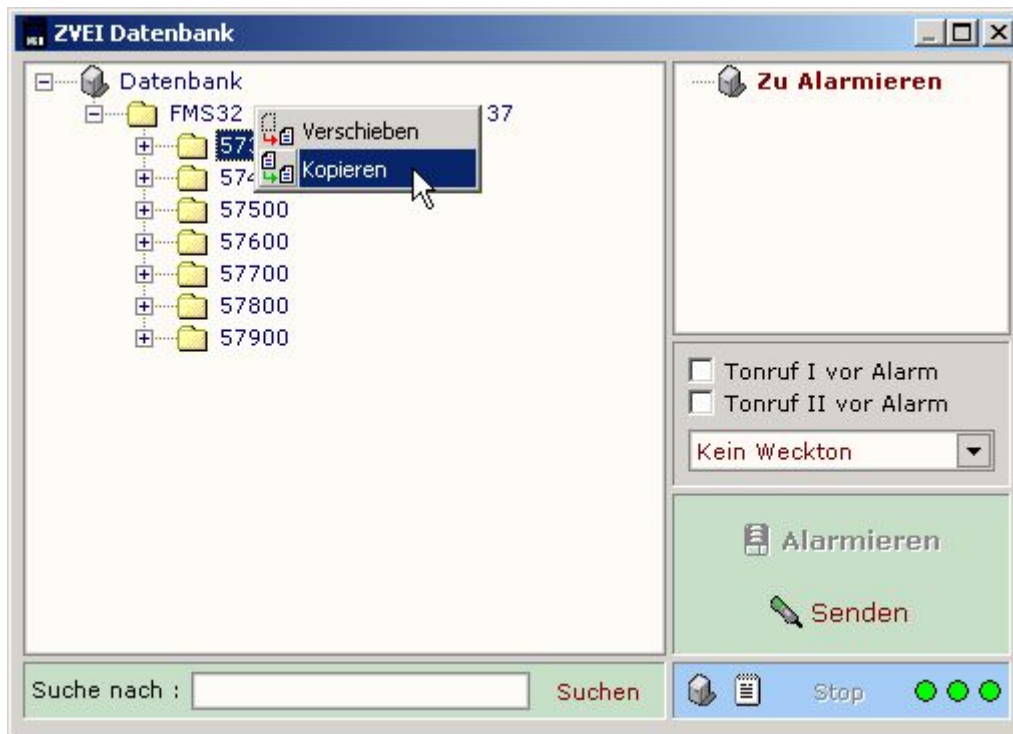 ZVEI Datenbank
Datenbank
FMS32 37
Verschieben
Kopieren
57500
57600
57700
57800
57900
Zu Alarmieren
Tonruf I vor Alarm
Tonruf II vor Alarm
Kein Weckton
Alarmieren
Senden
Suche nach :
Suchen
Stop